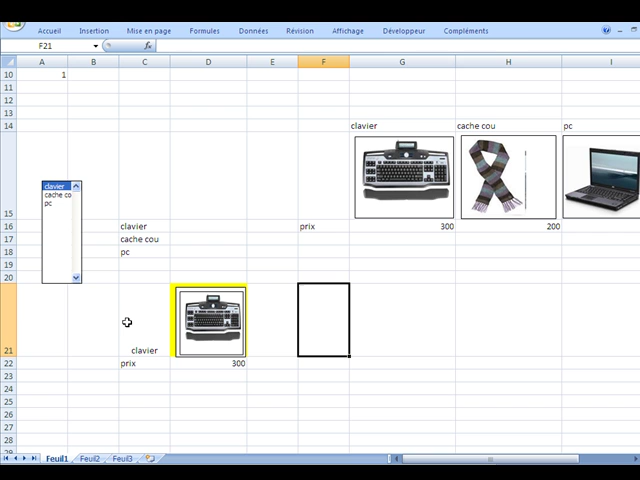 Accueil Insertion Mise en page Formules Données Révision Affichage Développeur Compléments
F21 fx
A B C D E F G H I
10 1
11
12
13
14 clavier cache cou pc
clavier
cache co
pc
15
16 clavier prix 300 200
17 cache cou
18 pc
19
20
21 clavier
22 prix 300
23
24
25
26
27
28
29
Feuil1 Feuil2 Feuil3